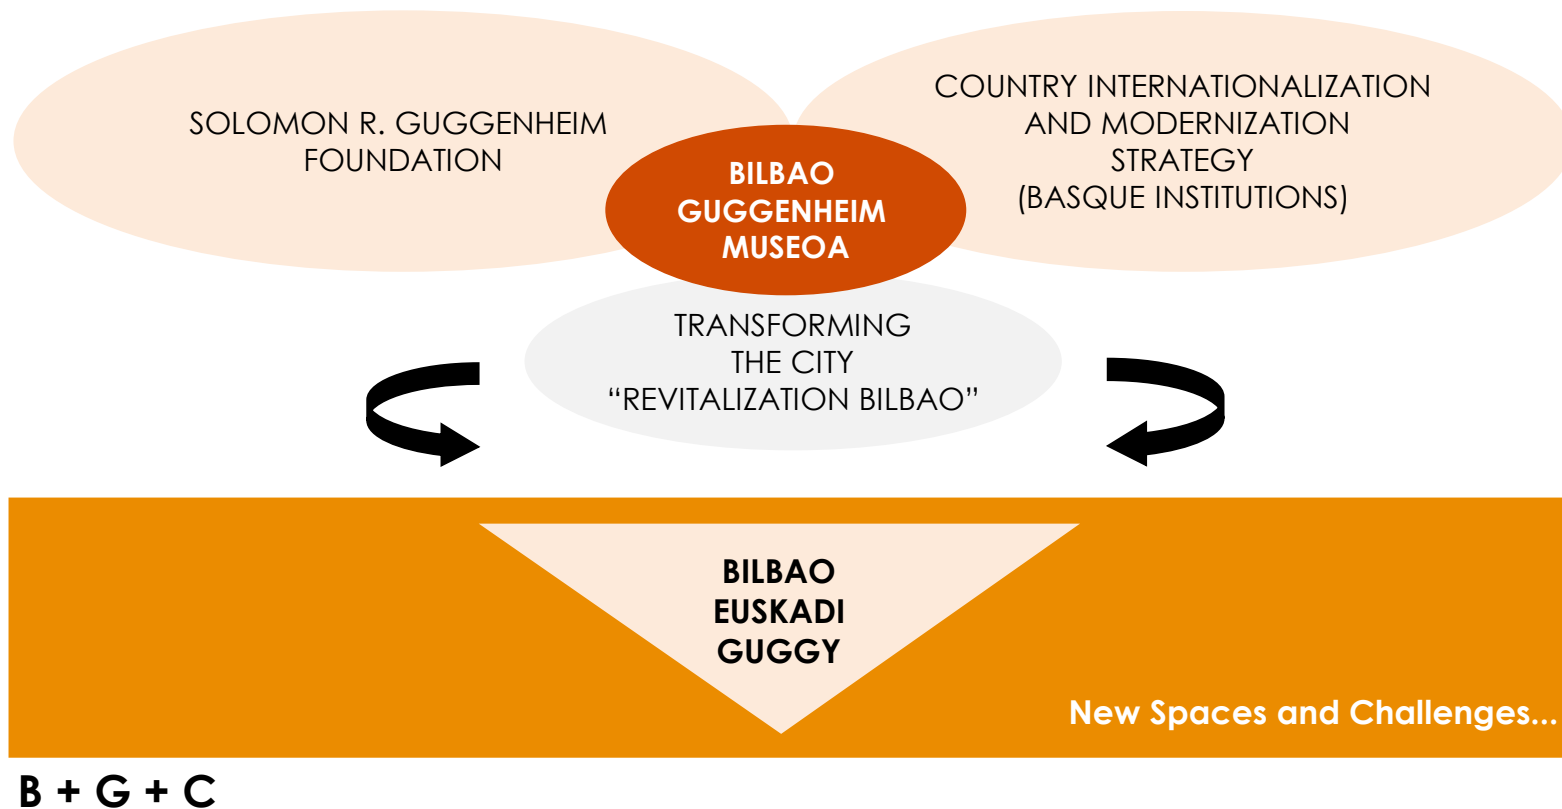 SOLOMON R. GUGGENHEIM
FOUNDATION
COUNTRY INTERNATIONALIZATION
AND MODERNIZATION
STRATEGY
(BASQUE INSTITUTIONS)
BILBAO
GUGGENHEIM
MUSEOA
TRANSFORMING
THE CITY
“REVITALIZATION BILBAO”
BILBAO
EUSKADI
GUGGY
New Spaces and Challenges...
B + G + C